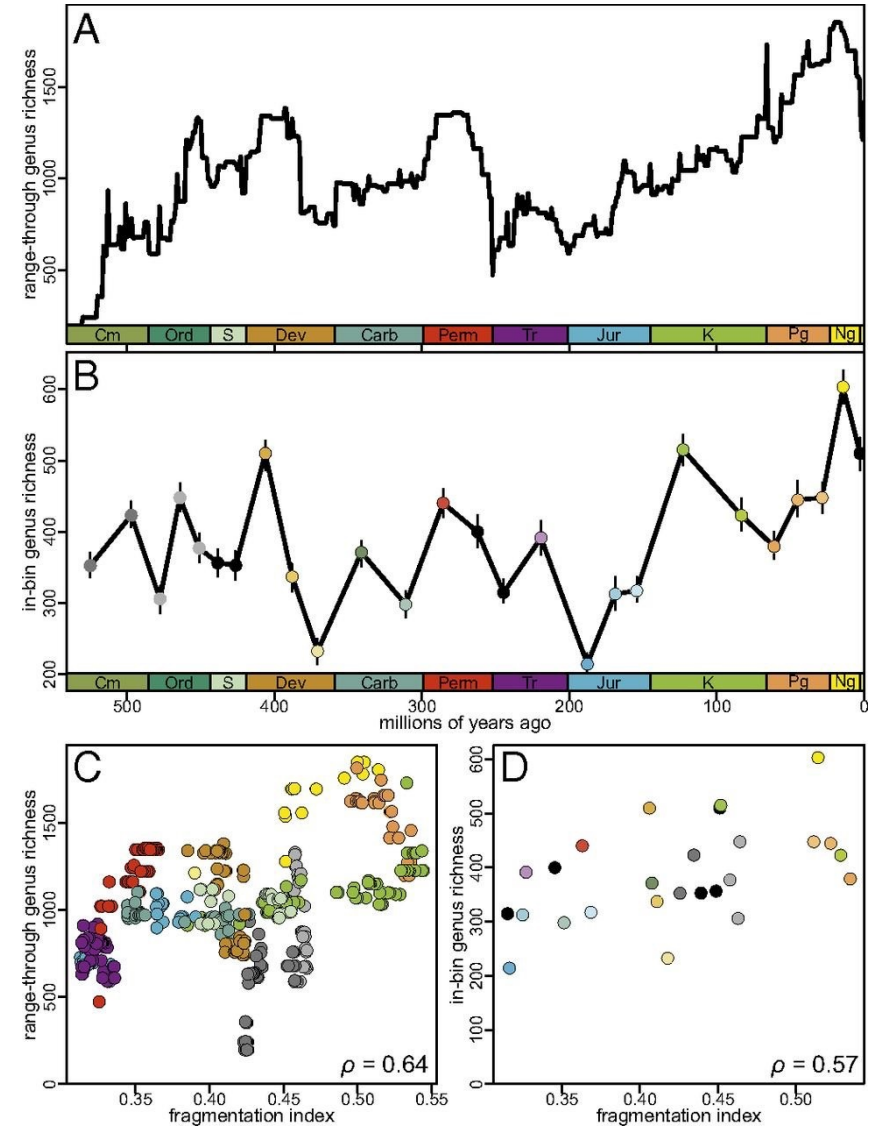 A
range-through genus richness
1500
1000
500
Cm Ord S Dev Carb Perm Tr Jur K Pg Ng
B
in-bin genus richness
600
500
400
300
200
Cm Ord S Dev Carb Perm Tr Jur K Pg Ng
500 400 300 200 100 0
millions of years ago
C
range-through genus richness
1500
1000
500
0
ρ = 0.64
0.35 0.40 0.45 0.50 0.55
fragmentation index
D
in-bin genus richness
600
500
400
300
200
100
0
ρ = 0.57
0.35 0.40 0.45 0.50
fragmentation index